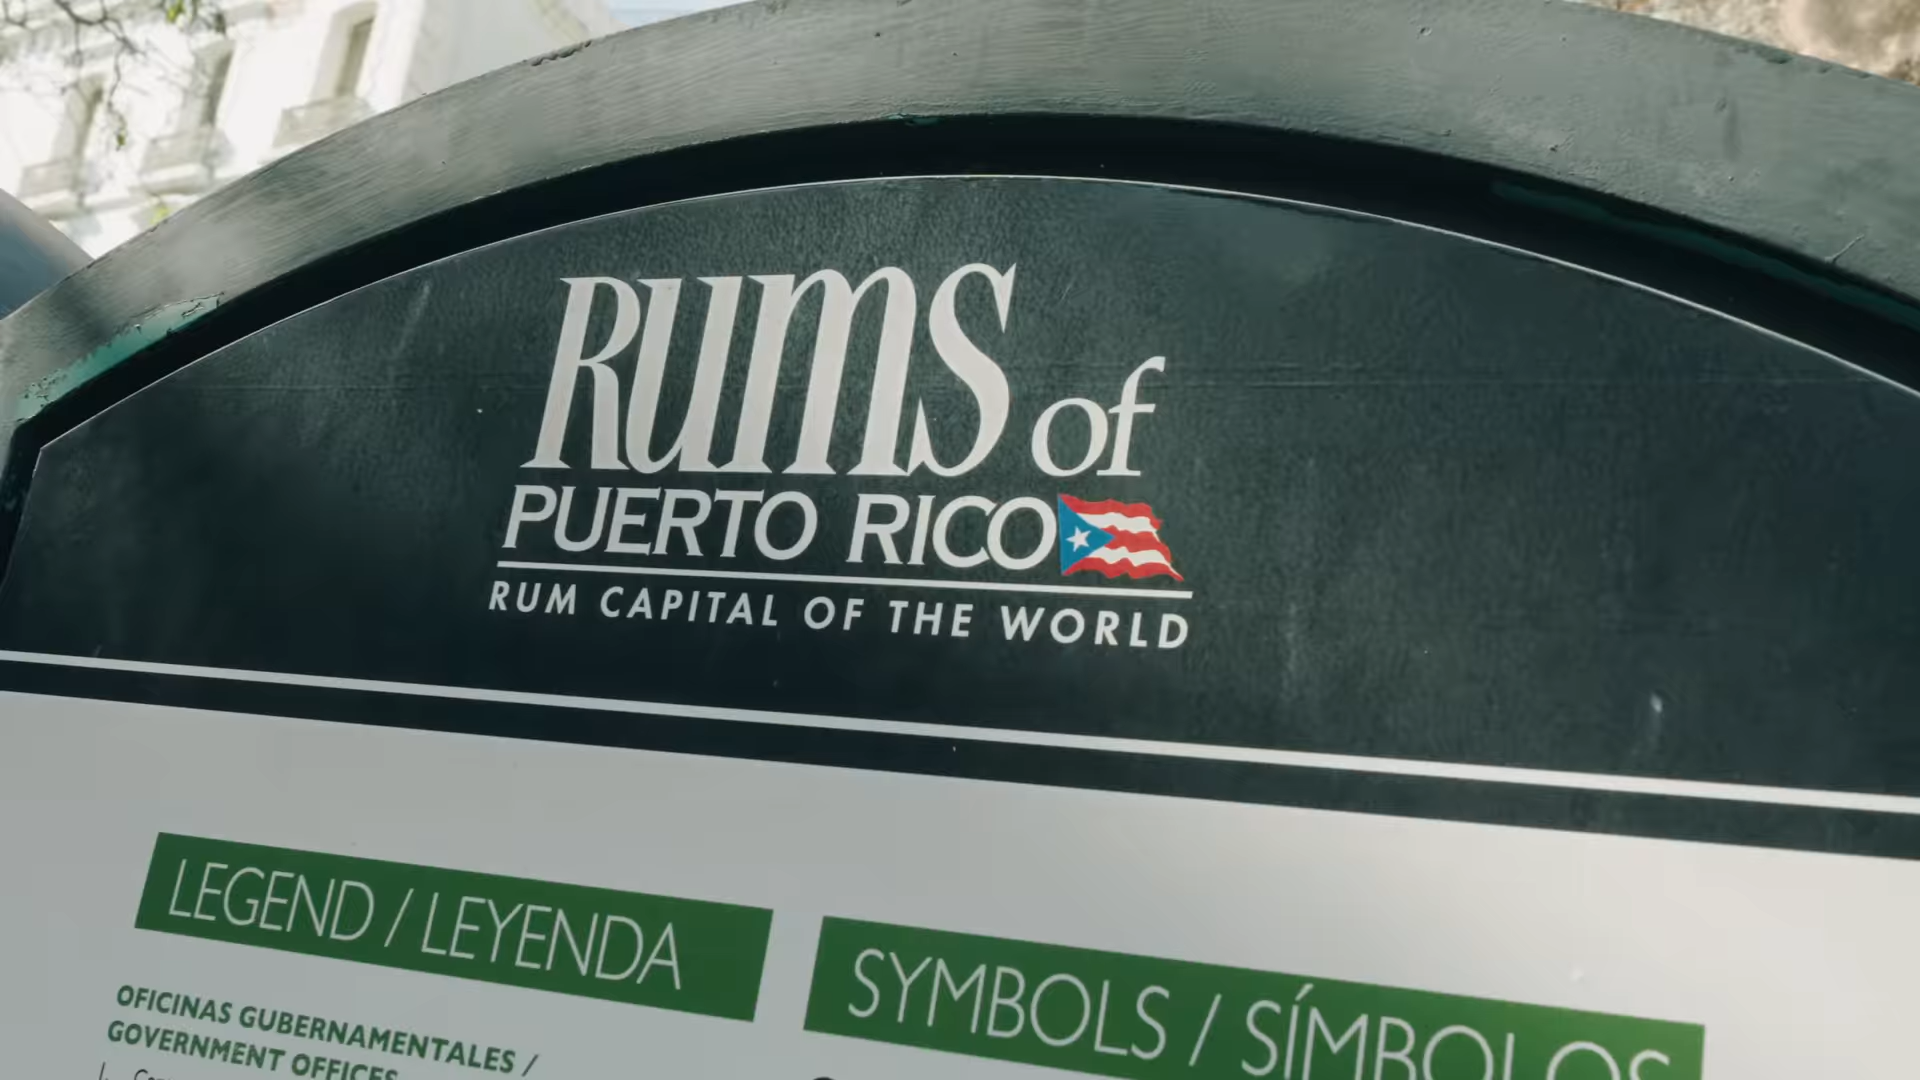 RUMS of
PUERTO RICO
RUM CAPITAL OF THE WORLD
LEGEND / LEYENDA
SYMBOLS / SÍMBOLOS
OFICINAS GUBERNAMENTALES /
GOVERNMENT OFFICES